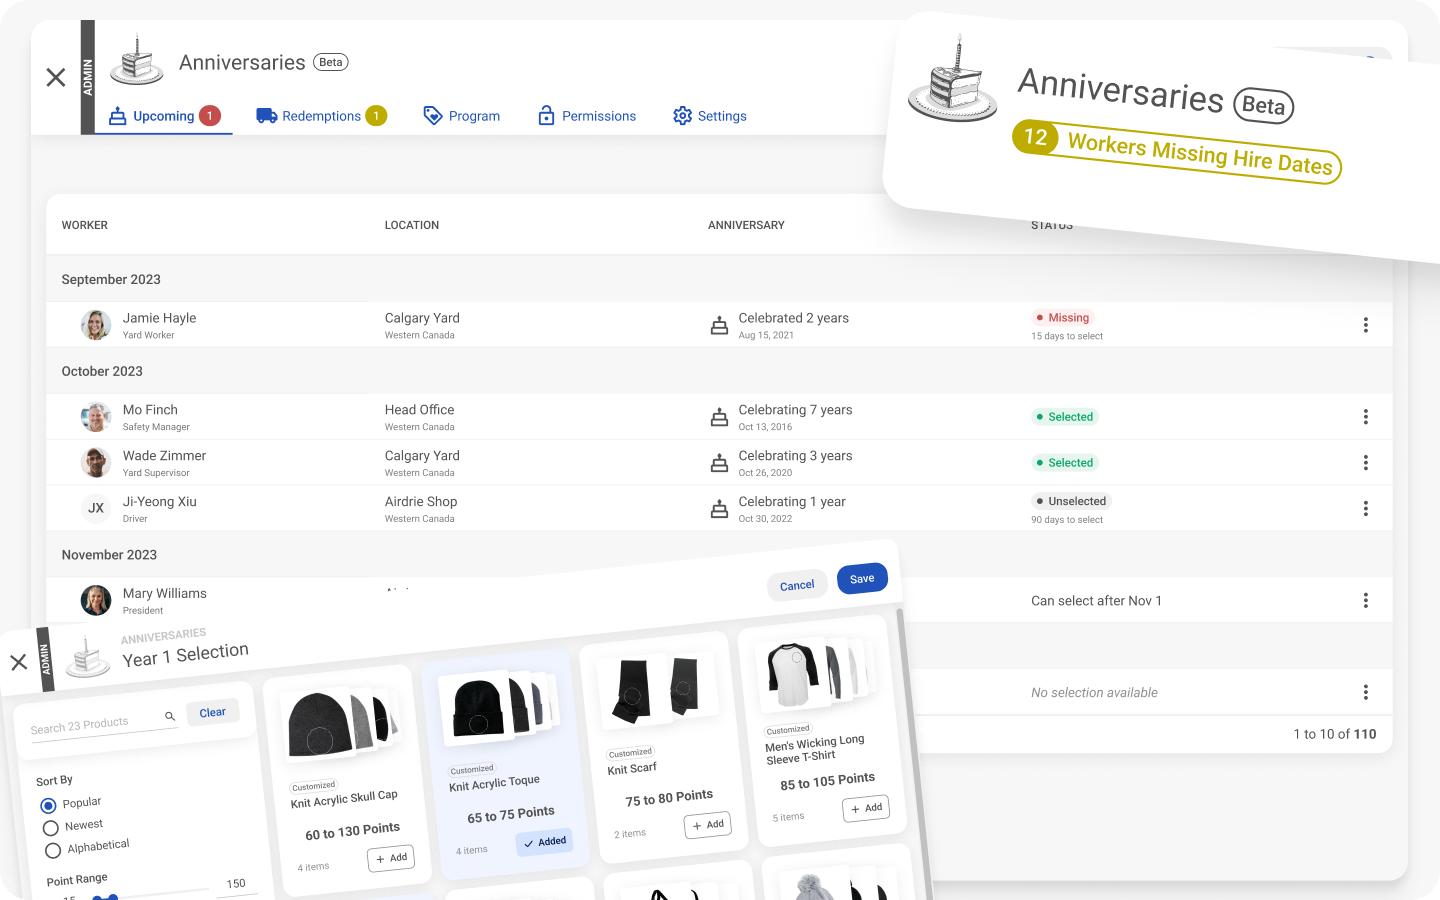 ADMIN
Anniversaries Beta
Upcoming 1
Redemptions 1
Program
Permissions
Settings
Anniversaries Beta
12 Workers Missing Hire Dates
WORKER LOCATION ANNIVERSARY STATUS
September 2023
Jamie Hayle Calgary Yard Celebrated 2 years Missing
Yard Worker Western Canada Aug 15, 2021 15 days to select
October 2023
Mo Finch Head Office Celebrating 7 years Selected
Safety Manager Western Canada Oct 13, 2016
Wade Zimmer Calgary Yard Celebrating 3 years Selected
Yard Supervisor Western Canada Oct 26, 2020
JX Ji-Yeong Xiu Airdrie Shop Celebrating 1 year Unselected
Driver Western Canada Oct 30, 2022 90 days to select
November 2023
Mary Williams Can select after Nov 1
President
No selection available
1 to 10 of 110
ADMIN
ANNIVERSARIES
Year 1 Selection
Cancel Save
Search 23 Products Clear
Sort By
Popular
Newest
Alphabetical
Point Range
15 150
Customized
Knit Acrylic Skull Cap
60 to 130 Points
4 items + Add
Customized
Knit Acrylic Toque
65 to 75 Points
4 items Added
Customized
Knit Scarf
75 to 80 Points
2 items + Add
Customized
Men's Wicking Long
Sleeve T-Shirt
85 to 105 Points
5 items + Add